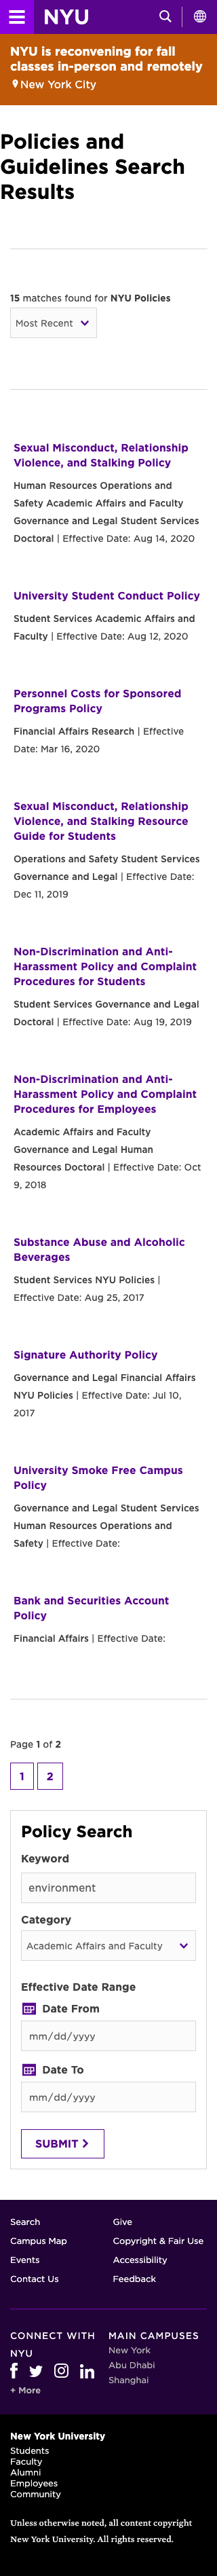 NYU
NYU is reconvening for fall
classes in-person and remotely
New York City
Policies and
Guidelines Search
Results
15 matches found for NYU Policies
Most Recent
Sexual Misconduct, Relationship
Violence, and Stalking Policy
Human Resources Operations and
Safety Academic Affairs and Faculty
Governance and Legal Student Services
Doctoral | Effective Date: Aug 14, 2020
University Student Conduct Policy
Student Services Academic Affairs and
Faculty | Effective Date: Aug 12, 2020
Personnel Costs for Sponsored
Programs Policy
Financial Affairs Research | Effective
Date: Mar 16, 2020
Sexual Misconduct, Relationship
Violence, and Stalking Resource
Guide for Students
Operations and Safety Student Services
Governance and Legal | Effective Date:
Dec 11, 2019
Non-Discrimination and Anti-
Harassment Policy and Complaint
Procedures for Students
Student Services Governance and Legal
Doctoral | Effective Date: Aug 19, 2019
Non-Discrimination and Anti-
Harassment Policy and Complaint
Procedures for Employees
Academic Affairs and Faculty
Governance and Legal Human
Resources Doctoral | Effective Date: Oct
9, 2018
Substance Abuse and Alcoholic
Beverages
Student Services NYU Policies |
Effective Date: Aug 25, 2017
Signature Authority Policy
Governance and Legal Financial Affairs
NYU Policies | Effective Date: Jul 10,
2017
University Smoke Free Campus
Policy
Governance and Legal Student Services
Human Resources Operations and
Safety | Effective Date:
Bank and Securities Account
Policy
Financial Affairs | Effective Date:
Page 1 of 2
1 2
Policy Search
Keyword
environment
Category
Academic Affairs and Faculty
Effective Date Range
Date From
mm/dd/yyyy
Date To
mm/dd/yyyy
SUBMIT
Search Give
Campus Map Copyright & Fair Use
Events Accessibility
Contact Us Feedback
CONNECT WITH
NYU
+ More
MAIN CAMPUSES
New York
Abu Dhabi
Shanghai
New York University
Students
Faculty
Alumni
Employees
Community
Unless otherwise noted, all content copyright
New York University. All rights reserved.